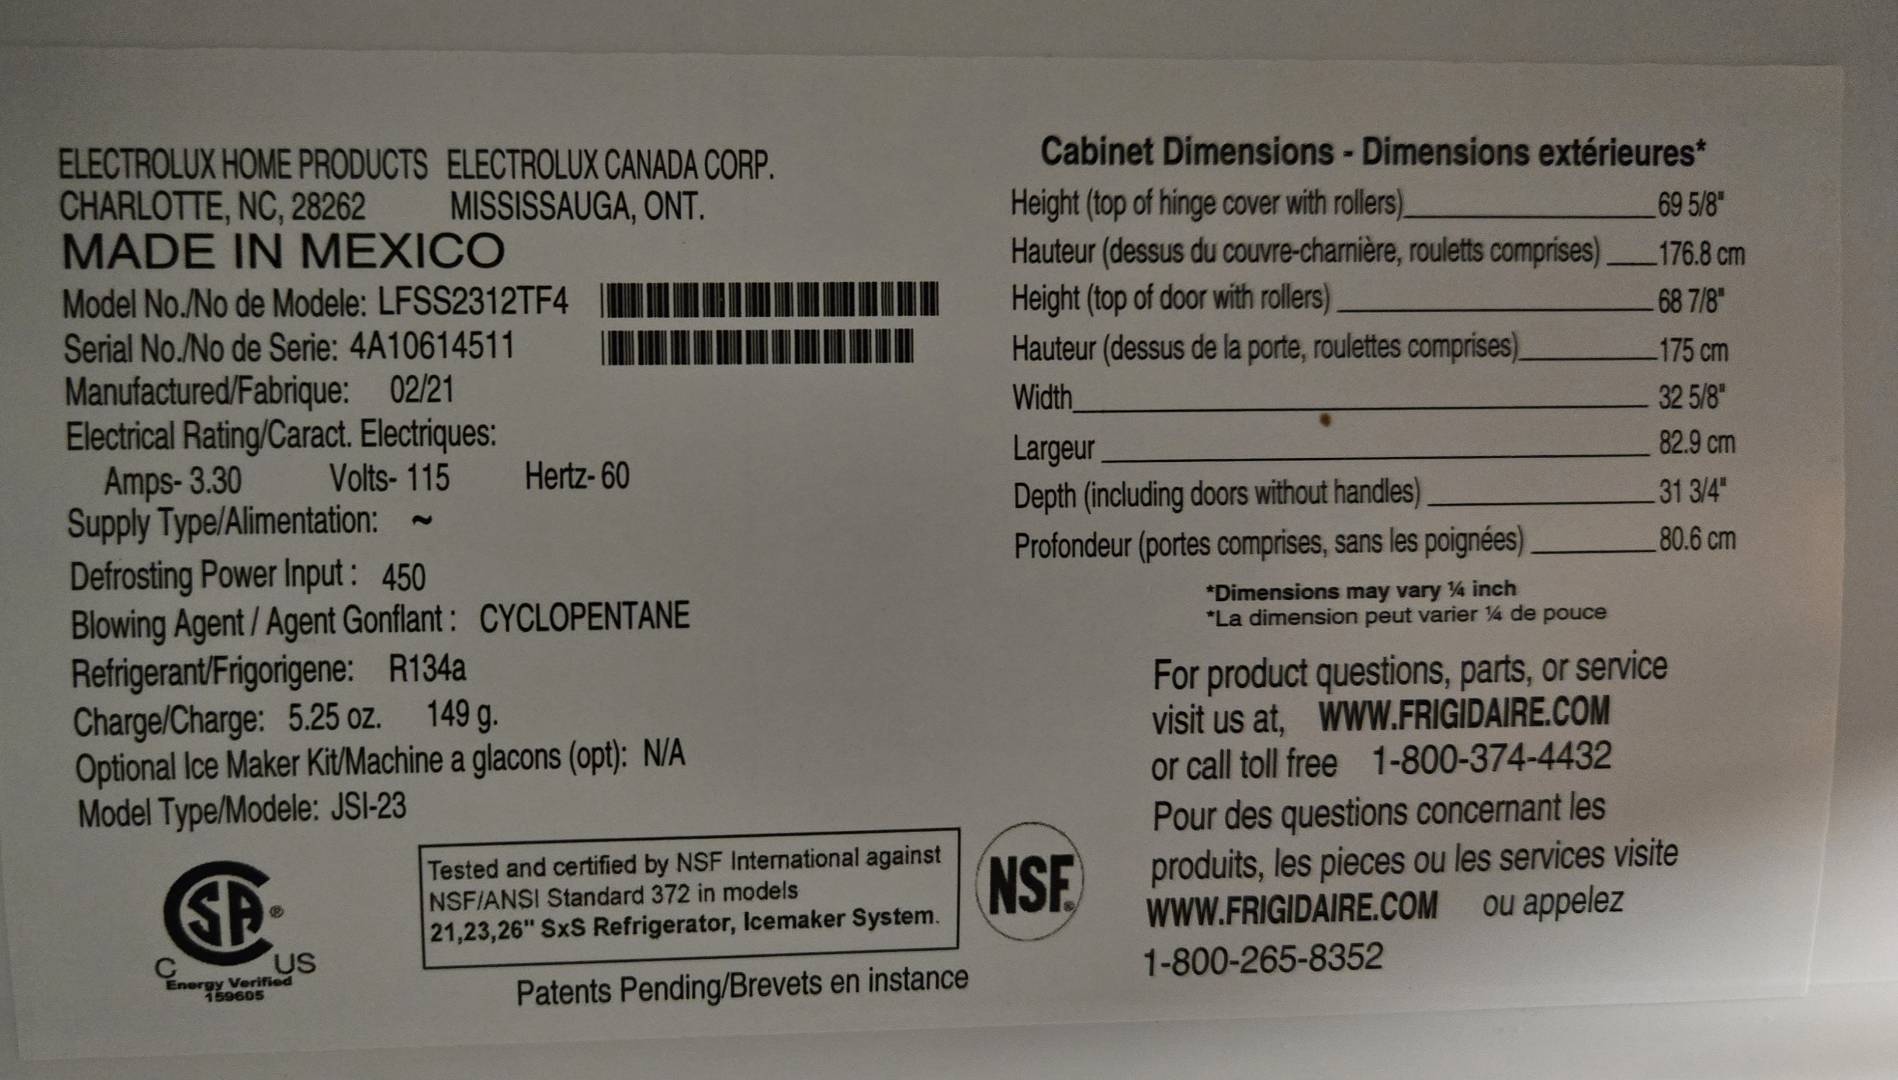 ELECTROLUX HOME PRODUCTS ELECTROLUX CANADA CORP.
CHARLOTTE, NC, 28262 MISSISSAUGA, ONT.
MADE IN MEXICO
Model No./No de Modele: LFSS2312TF4
Serial No./No de Serie: 4A10614511
Manufactured/Fabrique: 02/21
Electrical Rating/Caract. Electriques:
Amps- 3.30 Volts- 115 Hertz- 60
Supply Type/Alimentation: ~
Defrosting Power Input : 450
Blowing Agent / Agent Gonflant : CYCLOPENTANE
Refrigerant/Frigorigene: R134a
Charge/Charge: 5.25 oz. 149 g.
Optional Ice Maker Kit/Machine a glacons (opt): N/A
Model Type/Modele: JSI-23
SA ®
C US
Energy Verified
159605
Tested and certified by NSF International against
NSF/ANSI Standard 372 in models
21,23,26" SxS Refrigerator, Icemaker System.
NSF®
Patents Pending/Brevets en instance
Cabinet Dimensions - Dimensions extérieures*
Height (top of hinge cover with rollers) 69 5/8"
Hauteur (dessus du couvre-charnière, rouletts comprises) 176.8 cm
Height (top of door with rollers) 68 7/8"
Hauteur (dessus de la porte, roulettes comprises) 175 cm
Width 32 5/8"
Largeur 82.9 cm
Depth (including doors without handles) 31 3/4"
Profondeur (portes comprises, sans les poignées) 80.6 cm
*Dimensions may vary ¼ inch
*La dimension peut varier ¼ de pouce
For product questions, parts, or service
visit us at, WWW.FRIGIDAIRE.COM
or call toll free 1-800-374-4432
Pour des questions concernant les
produits, les pieces ou les services visite
WWW.FRIGIDAIRE.COM ou appelez
1-800-265-8352